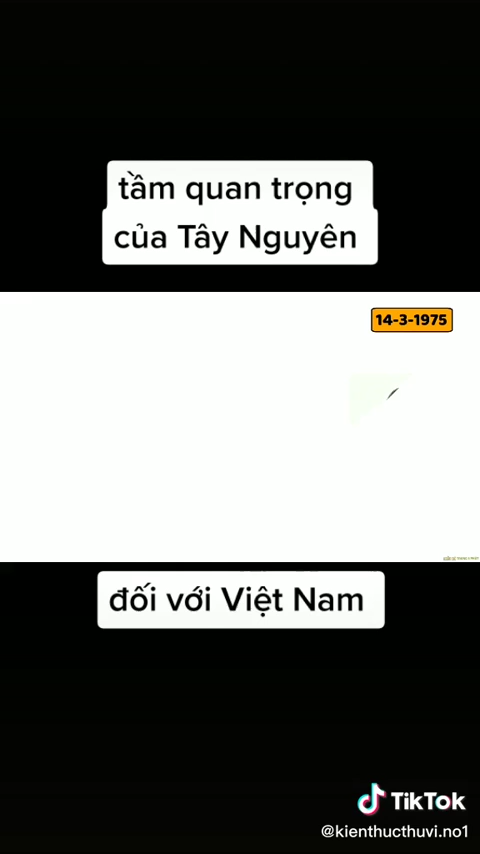 tầm quan trọng
của Tây Nguyên
14-3-1975
đối với Việt Nam
TikTok
@kienthucthuvi.no1